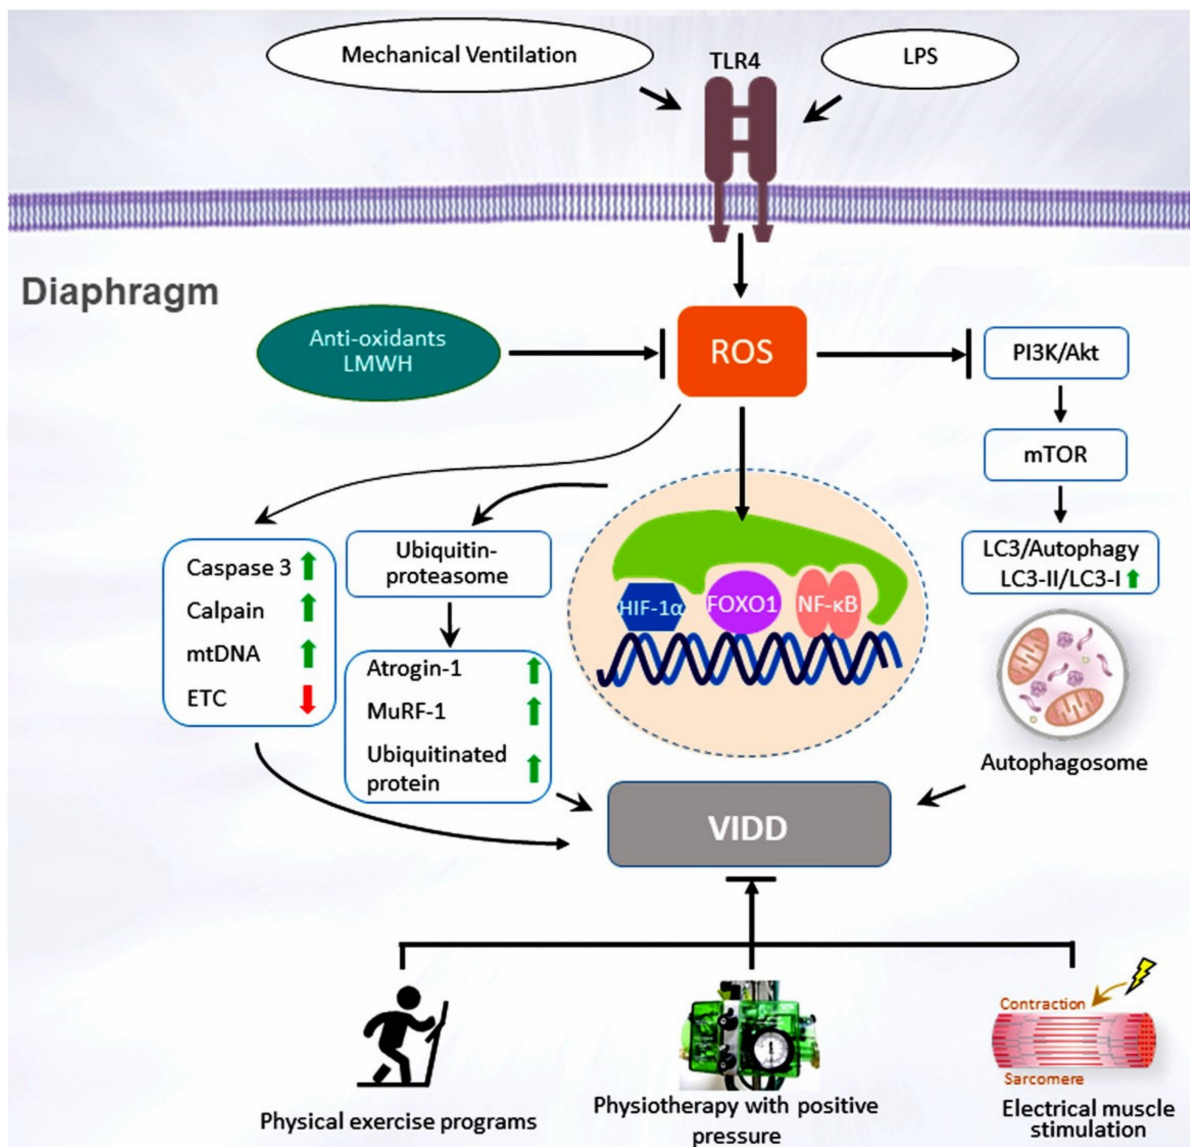 Mechanical Ventilation
TLR4
LPS
Diaphragm
Anti-oxidants
LMWH
ROS
PI3K/Akt
mTOR
LC3/Autophagy
LC3-II/LC3-I
Caspase 3
Calpain
mtDNA
ETC
Ubiquitin-
proteasome
Atrogin-1
MuRF-1
Ubiquitinated
protein
HIF-1α
FOXO1
NF-κB
Autophagosome
VIDD
Physical exercise programs
Physiotherapy with positive
pressure
Contraction
Sarcomere
Electrical muscle
stimulation